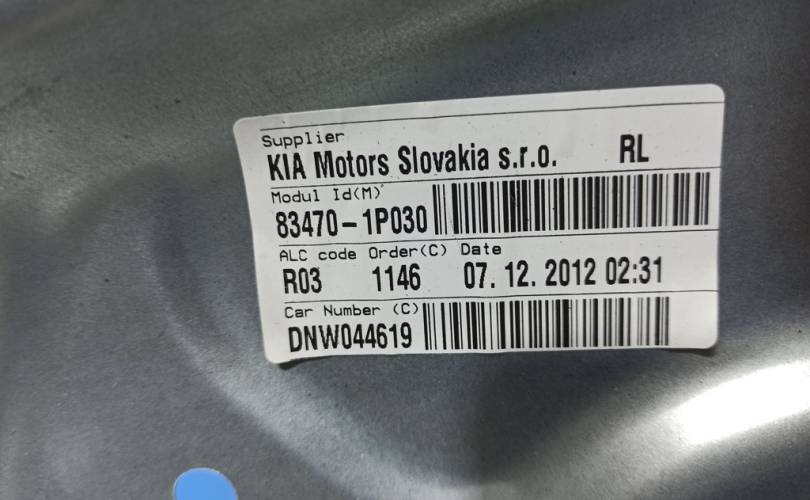 Supplier
KIA Motors Slovakia s.r.o. RL
Modul Id(M)
83470-1P030
ALC code Order(C) Date
R03 1146 07. 12. 2012 02:31
Car Number (C)
DNW044619